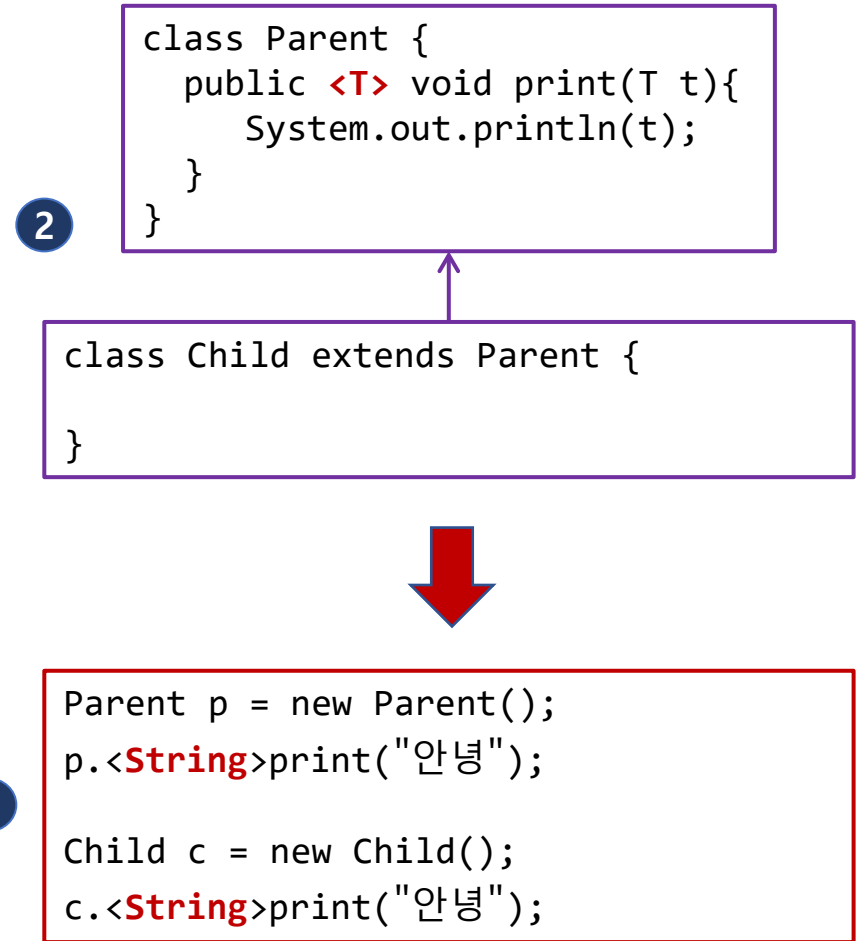 class Parent {
public <T> void print(T t){
System.out.println(t);
}
}
2
class Child extends Parent {
}
Parent p = new Parent();
p.<String>print("안녕");
Child c = new Child();
c.<String>print("안녕");